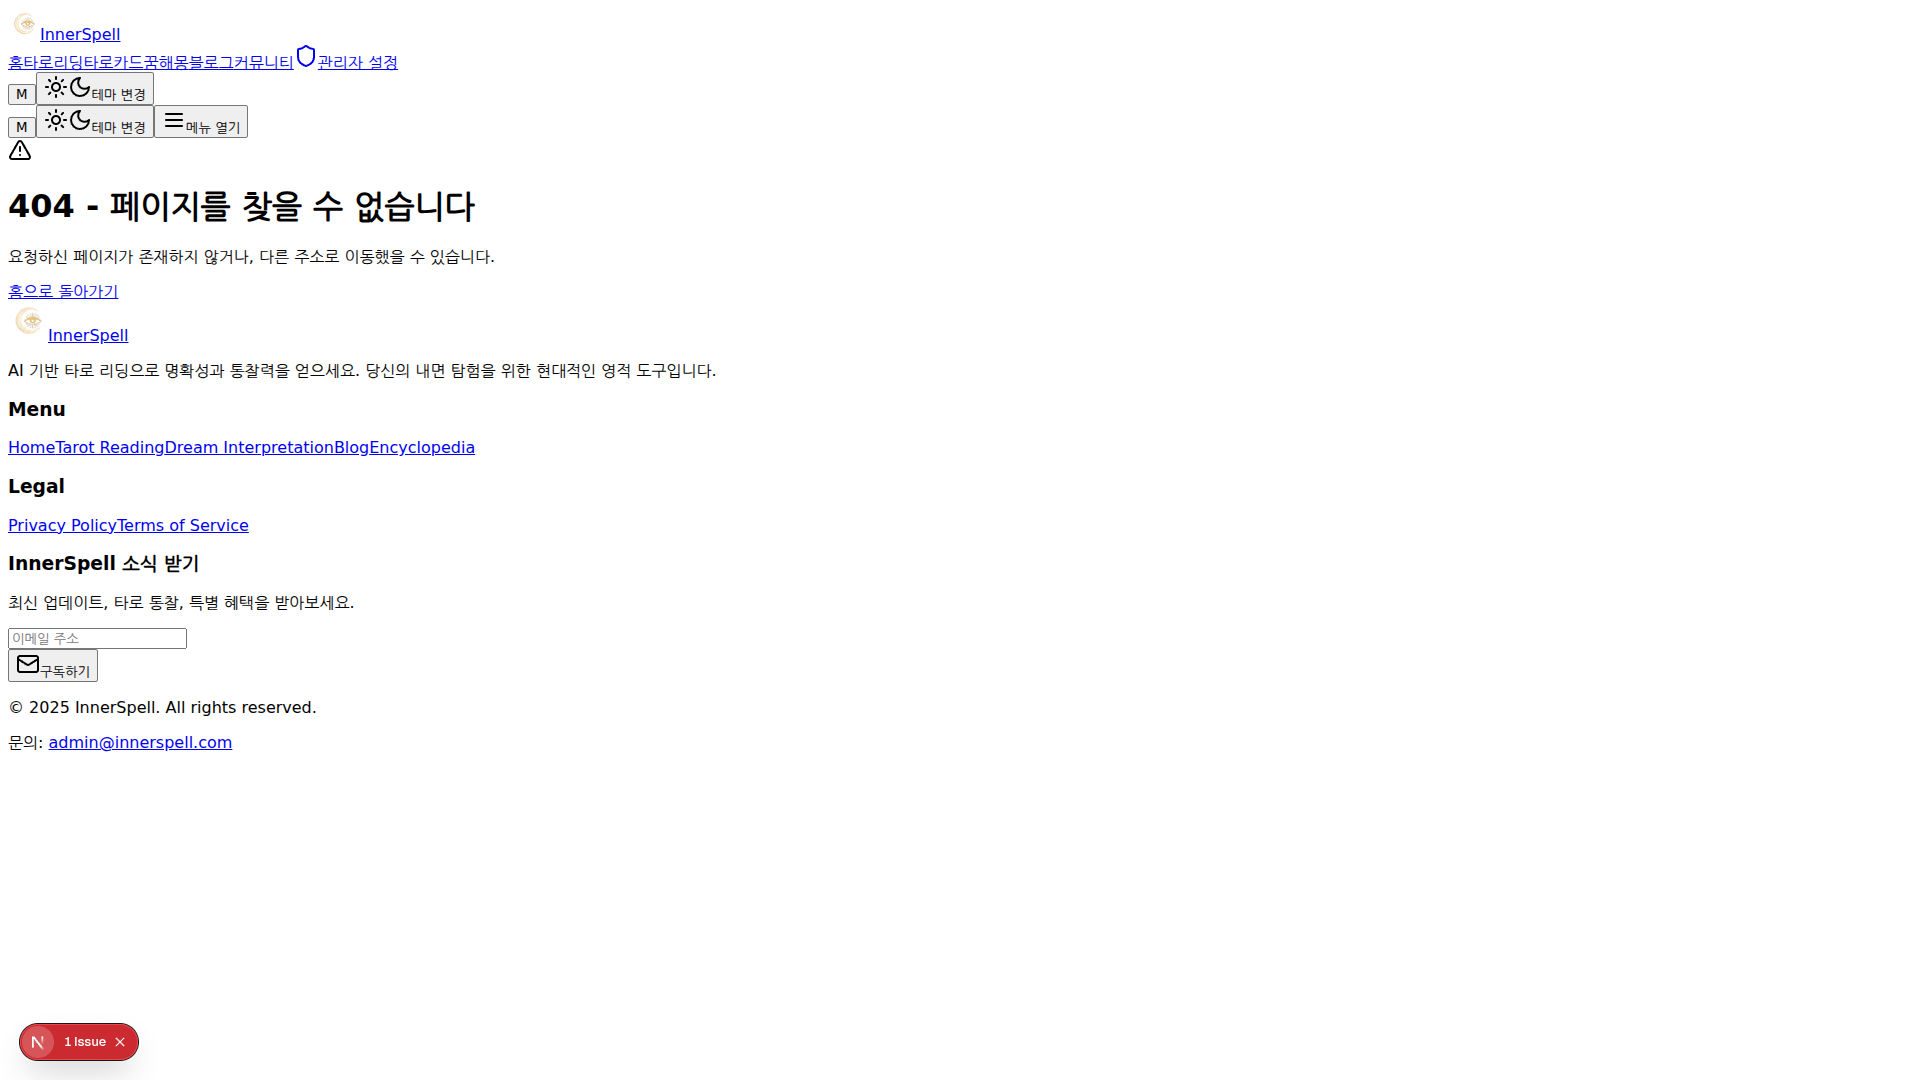 InnerSpell
홈타로리딩타로카드꿈해몽블로그커뮤니티관리자 설정
M 테마 변경
M 테마 변경 메뉴 열기
404 - 페이지를 찾을 수 없습니다
요청하신 페이지가 존재하지 않거나, 다른 주소로 이동했을 수 있습니다.
홈으로 돌아가기
InnerSpell
AI 기반 타로 리딩으로 명확성과 통찰력을 얻으세요. 당신의 내면 탐험을 위한 현대적인 영적 도구입니다.
Menu
HomeTarot ReadingDream InterpretationBlogEncyclopedia
Legal
Privacy PolicyTerms of Service
InnerSpell 소식 받기
최신 업데이트, 타로 통찰, 특별 혜택을 받아보세요.
이메일 주소
구독하기
© 2025 InnerSpell. All rights reserved.
문의: admin@innerspell.com
N 1 Issue